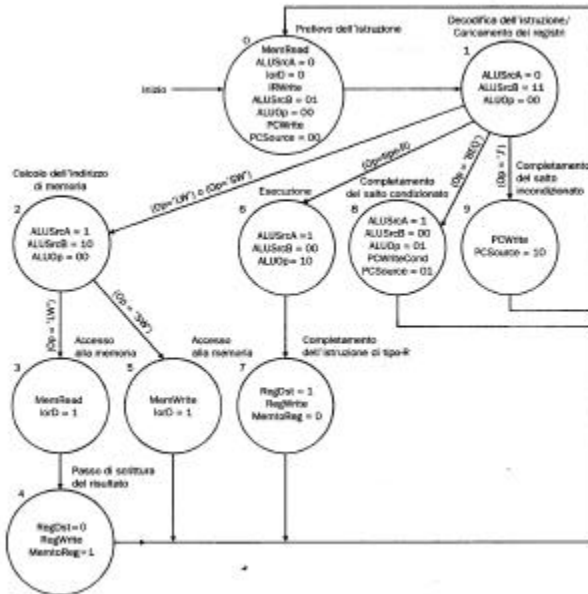 Prelievo dell'istruzione
0
MemRead
ALUSrcA = 0
IorD = 0
IRWrite
ALUSrcB = 01
ALUOp = 00
PCWrite
PCSource = 00
Inizio
Decodifica dell'istruzione/
Caricamento dei registri
1
ALUSrcA = 0
ALUSrcB = 11
ALUOp = 00
(Op='LW') o (Op='SW')
(Op=tipo-R)
(Op = 'J')
Calcolo dell'indirizzo
di memoria
2
ALUSrcA = 1
ALUSrcB = 10
ALUOp = 00
Esecuzione
6
ALUSrcA =1
ALUSrcB = 00
ALUOp= 10
Completamento
del salto condizionato
8
ALUSrcA = 1
ALUSrcB = 00
ALUOp = 01
PCWriteCond
PCSource = 01
Completamento
del salto
incondizionato
9
PCWrite
PCSource = 10
(Op = 'LW')
(Op = 'SW')
Accesso
alla memoria
3
MemRead
IorD = 1
Accesso
alla memoria
5
MemWrite
IorD = 1
Completamento
dell'istruzione di tipo-R
7
RegDst = 1
RegWrite
MemtoReg = 0
Passo di scrittura
del risultato
4
RegDst=0
RegWrite
MemtoReg=1